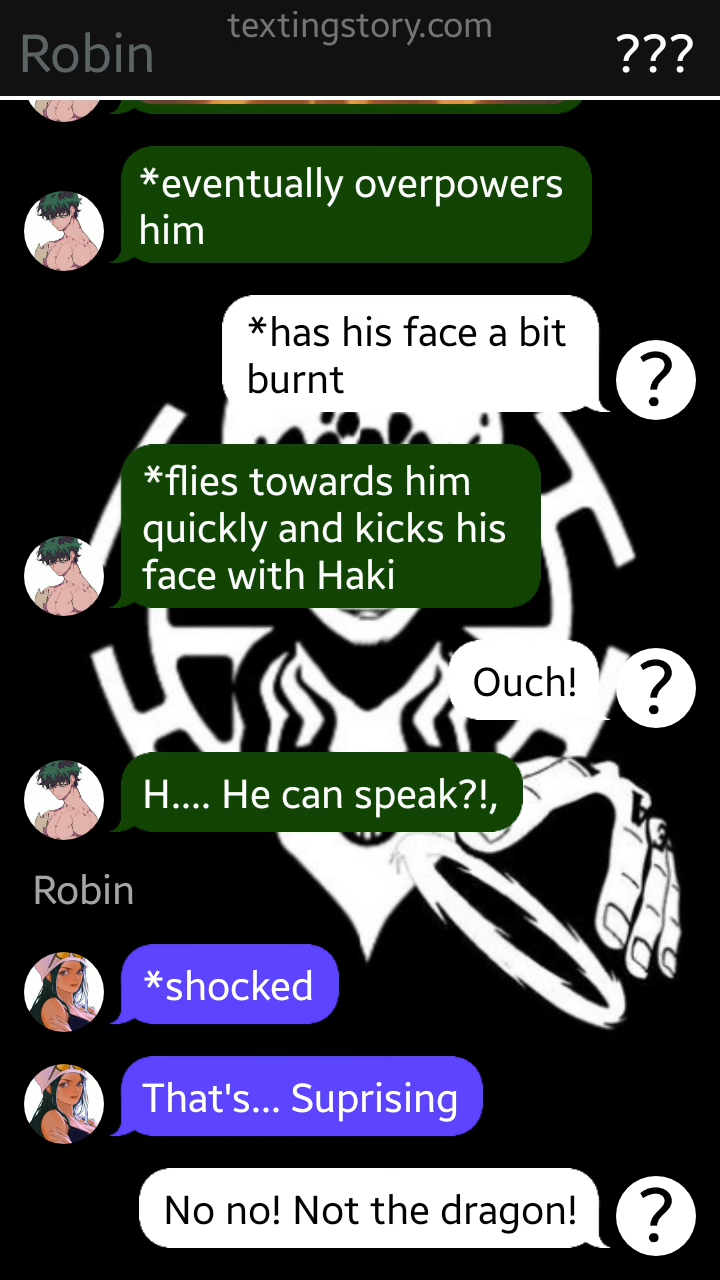 textingstory.com
Robin
???
*eventually overpowers
him
*has his face a bit
burnt
?
*flies towards him
quickly and kicks his
face with Haki
Ouch!
?
H.... He can speak?!,
Robin
*shocked
That's... Suprising
No no! Not the dragon!
?